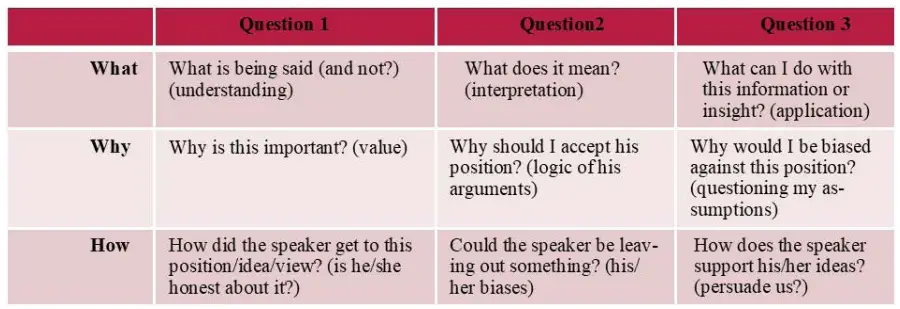 Question 1 Question2 Question 3
What
What is being said (and not?)
(understanding)
What does it mean?
(interpretation)
What can I do with
this information or
insight? (application)
Why
Why is this important? (value)
Why should I accept his
position? (logic of his
arguments)
Why would I be biased
against this position?
(questioning my as-
sumptions)
How
How did the speaker get to this
position/idea/view? (is he/she
honest about it?)
Could the speaker be leav-
ing out something? (his/
her biases)
How does the speaker
support his/her ideas?
(persuade us?)